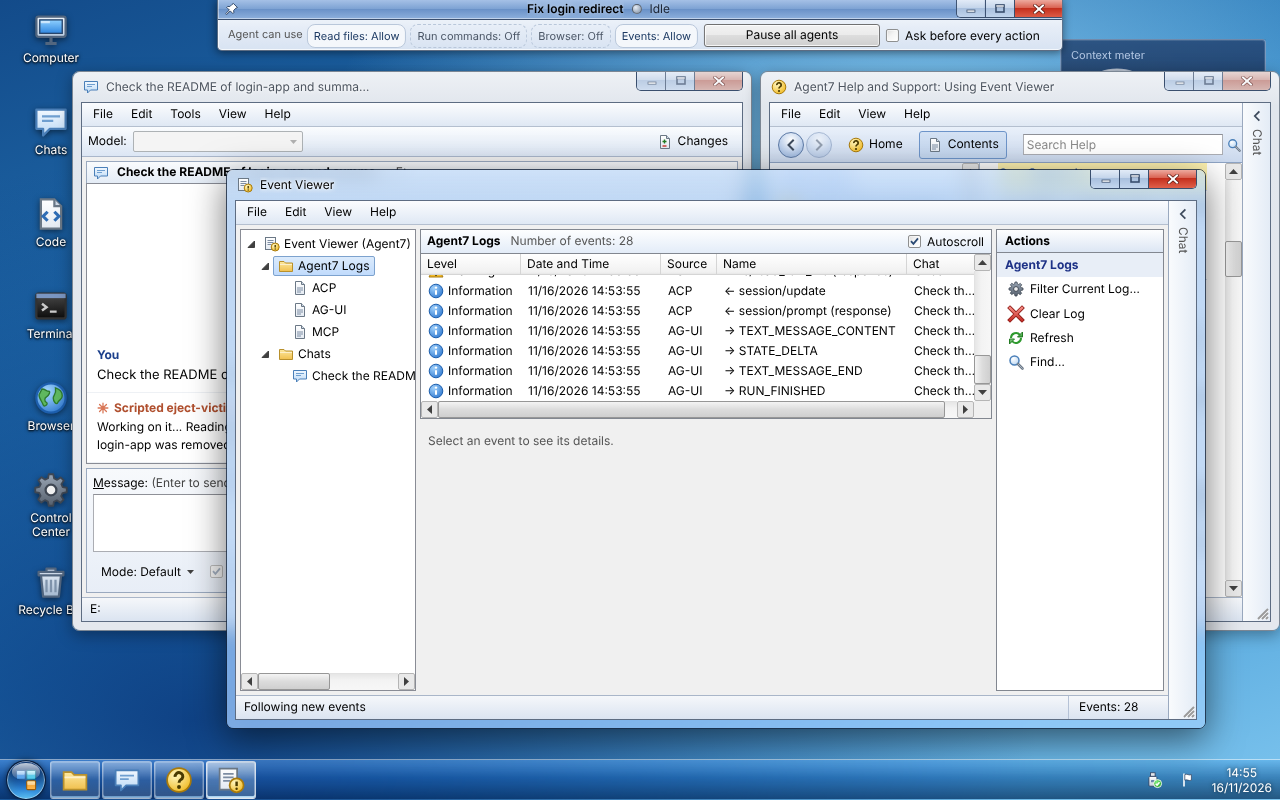 Fix login redirect Idle
Agent can use Read files: Allow Run commands: Off Browser: Off Events: Allow Pause all agents Ask before every action
Computer
Chats
Code
Termina
Browser
Control
Center
Recycle B
Context meter
Check the README of login-app and summa...
File Edit Tools View Help
Model: Changes
Check the README
You
Check the README o
Scripted eject-victi
Working on it... Reading
login-app was removed
Message: (Enter to send
Mode: Default
E:
Agent7 Help and Support: Using Event Viewer
File Edit View Help
Home Contents Search Help
Chat
Event Viewer
File Edit View Help
Event Viewer (Agent7)
Agent7 Logs
ACP
AG-UI
MCP
Chats
Check the READM
Agent7 Logs Number of events: 28 Autoscroll
Level Date and Time Source Name Chat
Information 11/16/2026 14:53:55 ACP ← session/update Check th...
Information 11/16/2026 14:53:55 ACP ← session/prompt (response) Check th...
Information 11/16/2026 14:53:55 AG-UI → TEXT_MESSAGE_CONTENT Check th...
Information 11/16/2026 14:53:55 AG-UI → STATE_DELTA Check th...
Information 11/16/2026 14:53:55 AG-UI → TEXT_MESSAGE_END Check th...
Information 11/16/2026 14:53:55 AG-UI → RUN_FINISHED Check th...
Select an event to see its details.
Actions
Agent7 Logs
Filter Current Log...
Clear Log
Refresh
Find...
Chat
Following new events Events: 28
14:55
16/11/2026